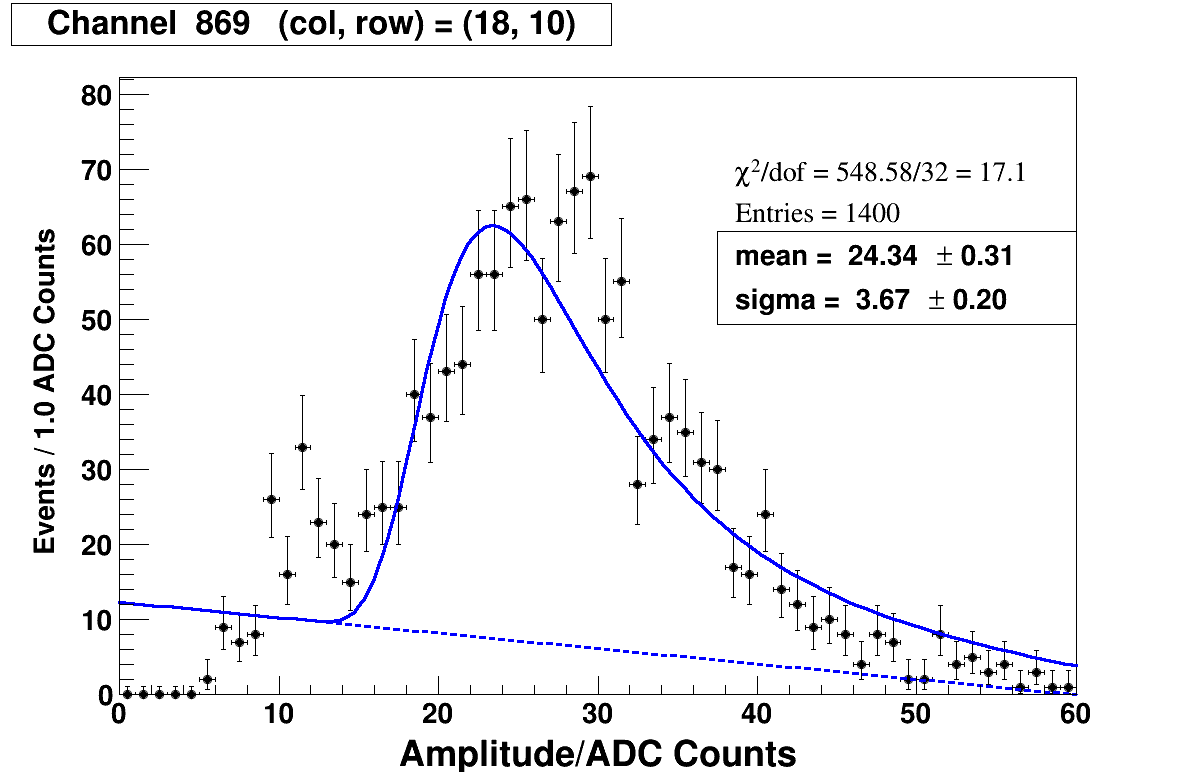 Channel 869 (col, row) = (18, 10)
Events / 1.0 ADC Counts
80
70
60
50
40
30
20
10
0
χ²/dof = 548.58/32 = 17.1
Entries = 1400
mean = 24.34 ± 0.31
sigma = 3.67 ± 0.20
0 10 20 30 40 50 60
Amplitude/ADC Counts